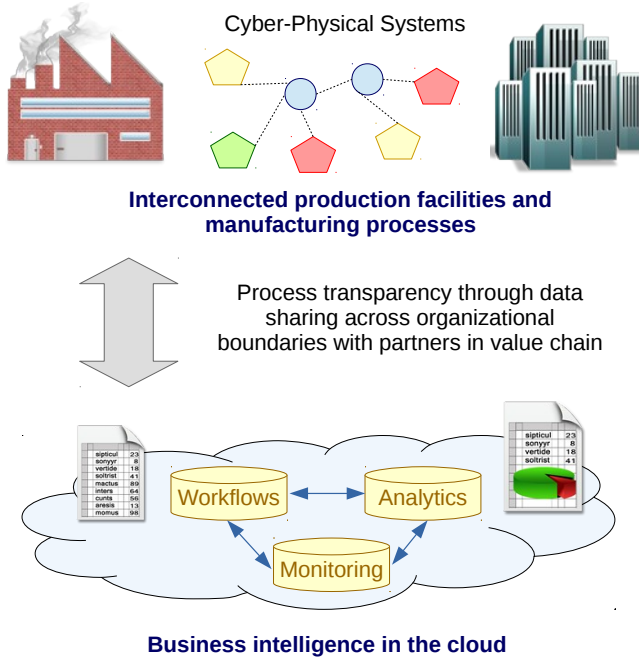 Cyber-Physical Systems
Interconnected production facilities and
manufacturing processes
Process transparency through data
sharing across organizational
boundaries with partners in value chain
sipticul 23
sonyyr 8
vertide 18
soltrist 41
mactus 89
inters 64
cunts 56
aresis 13
momus 98
sipticul 23
sonyyr 8
vertide 18
soltrist 41
Workflows
Analytics
Monitoring
Business intelligence in the cloud